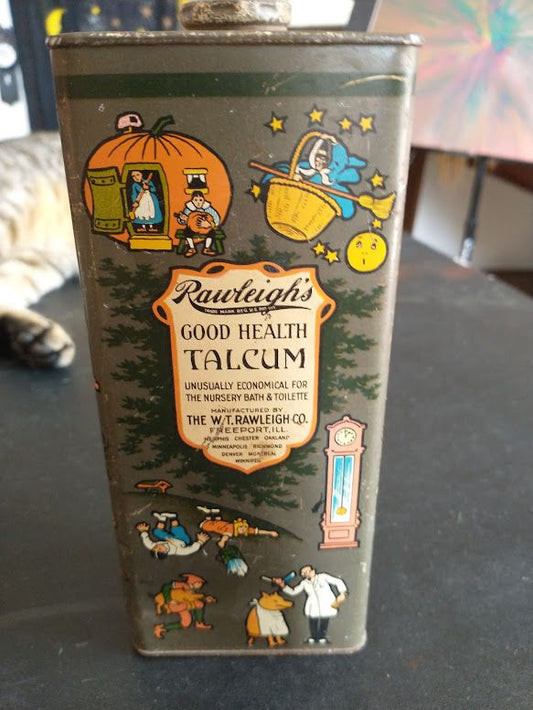 Rawleigh's
TRADE MARK REG. U.S. PAT. OFF.
GOOD HEALTH
TALCUM
UNUSUALLY ECONOMICAL FOR
THE NURSERY BATH & TOILETTE
MANUFACTURED BY
THE W.T. RAWLEIGH CO.
FREEPORT, ILL.
MEMPHIS CHESTER OAKLAND
MINNEAPOLIS RICHMOND
DENVER MONTREAL
WINNIPEG